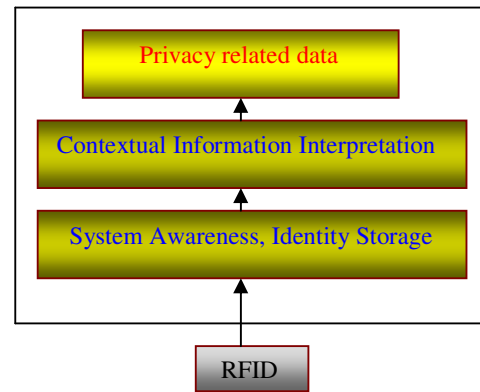 Privacy related data
Contextual Information Interpretation
System Awareness, Identity Storage
RFID